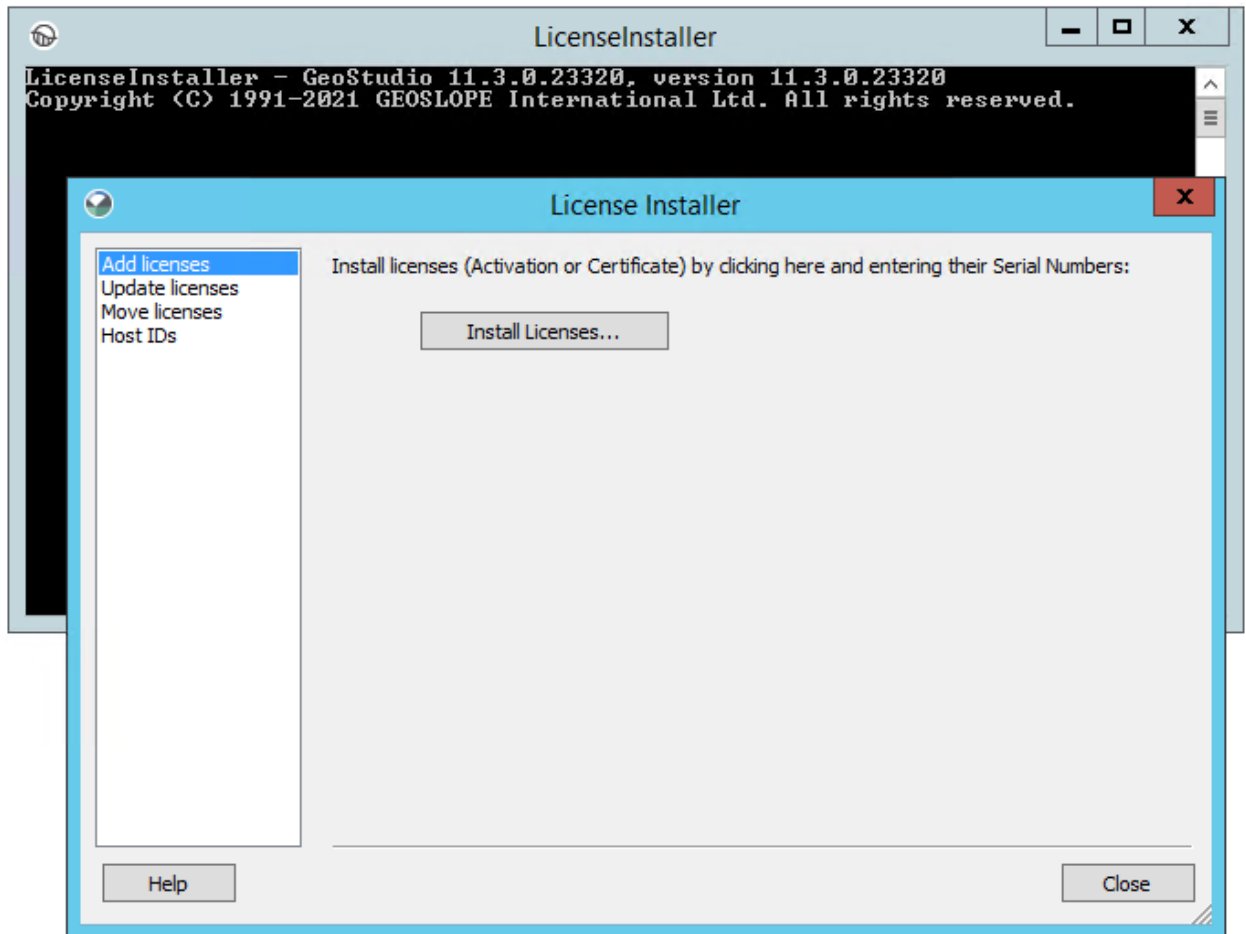 LicenseInstaller
LicenseInstaller - GeoStudio 11.3.0.23320, version 11.3.0.23320
Copyright (C) 1991-2021 GEOSLOPE International Ltd. All rights reserved.
License Installer
Add licenses
Update licenses
Move licenses
Host IDs
Install licenses (Activation or Certificate) by clicking here and entering their Serial Numbers:
Install Licenses...
Help
Close